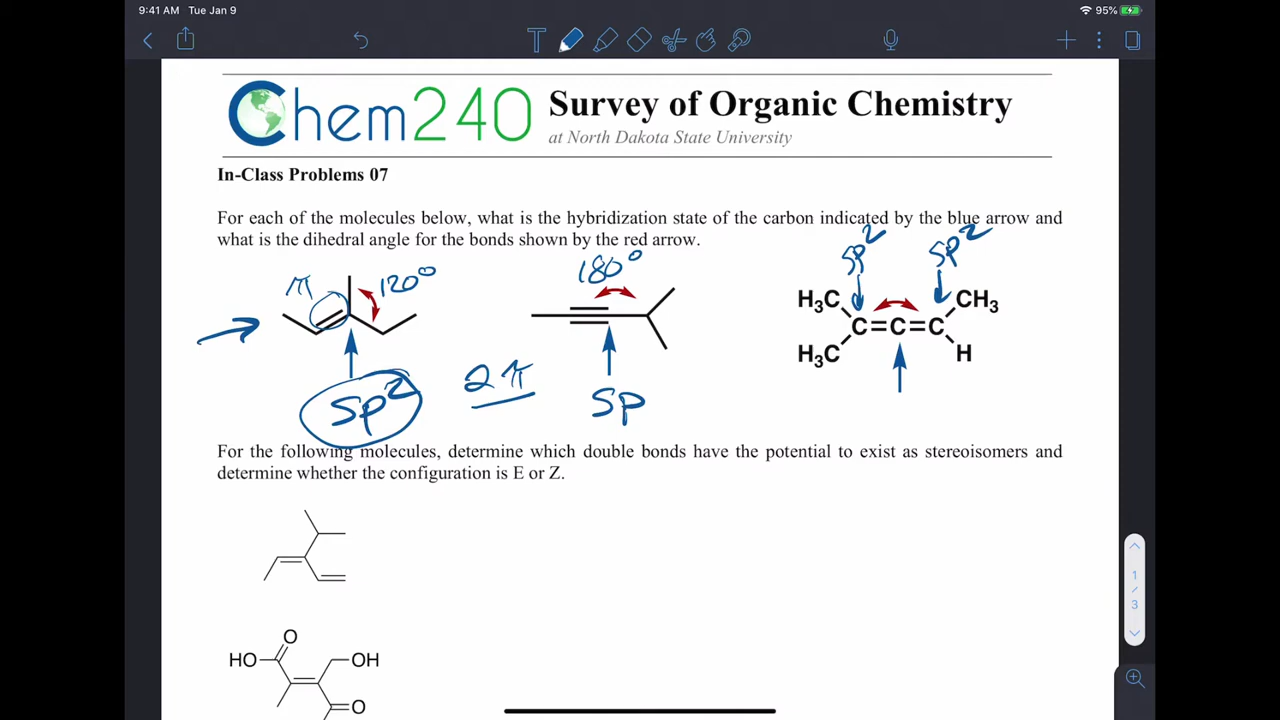 9:41 AM Tue Jan 9
95%
T
Chem240
Survey of Organic Chemistry
at North Dakota State University
In-Class Problems 07
For each of the molecules below, what is the hybridization state of the carbon indicated by the blue arrow and
what is the dihedral angle for the bonds shown by the red arrow.
π 120° 180° sp² sp²
H₃C CH₃
C=C=C
H₃C H
sp² 2π sp
For the following molecules, determine which double bonds have the potential to exist as stereoisomers and
determine whether the configuration is E or Z.
O
HO OH
O
1
/
3